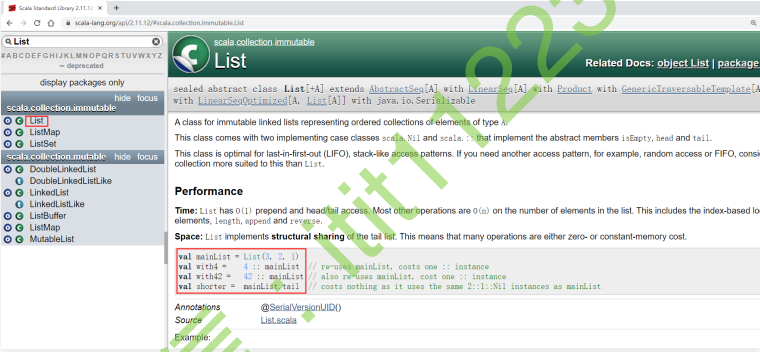 Scala Standard Library 2.11.12
scala-lang.org/api/2.11.12/#scala.collection.immutable.List
List
#ABCDEFGHIJKLMNOPQRSTUVWXYZ
– deprecated
display packages only
hide focus
scala.collection.immutable
List
ListMap
ListSet
scala.collection.mutable hide focus
DoubleLinkedList
DoubleLinkedListLike
LinkedList
LinkedListLike
ListBuffer
ListMap
MutableList
scala.collection.immutable
List
Related Docs: object List | package
sealed abstract class List[+A] extends AbstractSeq[A] with LinearSeq[A] with Product with GenericTraversableTemplate[A
with LinearSeqOptimized[A, List[A]] with java.io.Serializable
A class for immutable linked lists representing ordered collections of elements of type A.
This class comes with two implementing case classes scala.Nil and scala.:: that implement the abstract members isEmpty, head and tail.
This class is optimal for last-in-first-out (LIFO), stack-like access patterns. If you need another access pattern, for example, random access or FIFO, consi
collection more suited to this than List.
Performance
Time: List has O(1) prepend and head/tail access. Most other operations are O(n) on the number of elements in the list. This includes the index-based lo
elements, length, append and reverse.
Space: List implements structural sharing of the tail list. This means that many operations are either zero- or constant-memory cost.
val mainList = List(3, 2, 1)
val with4 = 4 :: mainList // re-uses mainList, costs one :: instance
val with42 = 42 :: mainList // also re-uses mainList, cost one :: instance
val shorter = mainList.tail // costs nothing as it uses the same 2::1::Nil instances as mainList
Annotations @SerialVersionUID()
Source List.scala
Example: